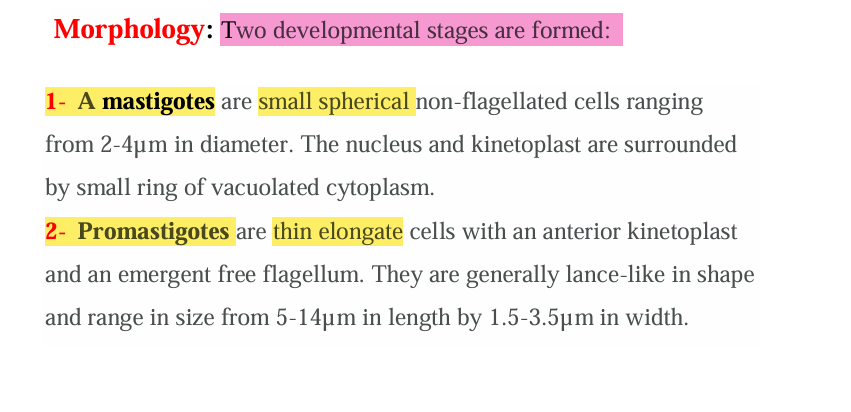 Morphology: Two developmental stages are formed:
1- A mastigotes are small spherical non-flagellated cells ranging
from 2-4µm in diameter. The nucleus and kinetoplast are surrounded
by small ring of vacuolated cytoplasm.
2- Promastigotes are thin elongate cells with an anterior kinetoplast
and an emergent free flagellum. They are generally lance-like in shape
and range in size from 5-14µm in length by 1.5-3.5µm in width.